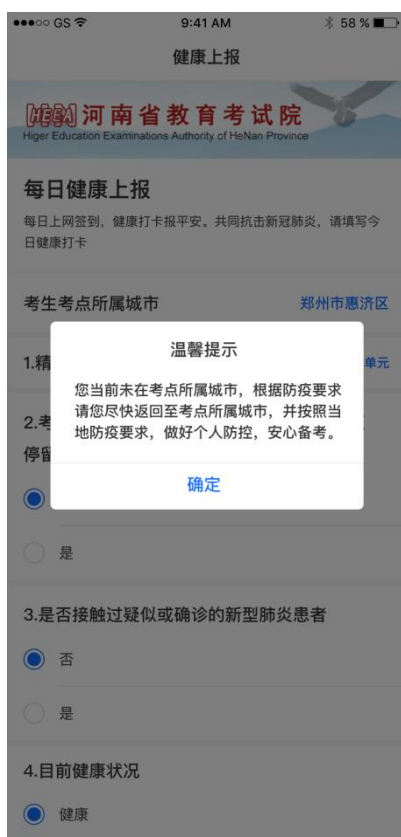 GS 9:41 AM 58 %
健康上报
HEEA 河南省教育考试院
Higer Education Examinations Authority of HeNan Province
每日健康上报
每日上网签到，健康打卡报平安。共同抗击新冠肺炎，请填写今
日健康打卡
考生考点所属城市 郑州市惠济区
温馨提示
1.精 单元
您当前未在考点所属城市，根据防疫要求
请您尽快返回至考点所属城市，并按照当
地防疫要求，做好个人防控，安心备考。
2.考
停留
确定
是
3.是否接触过疑似或确诊的新型肺炎患者
否
是
4.目前健康状况
健康